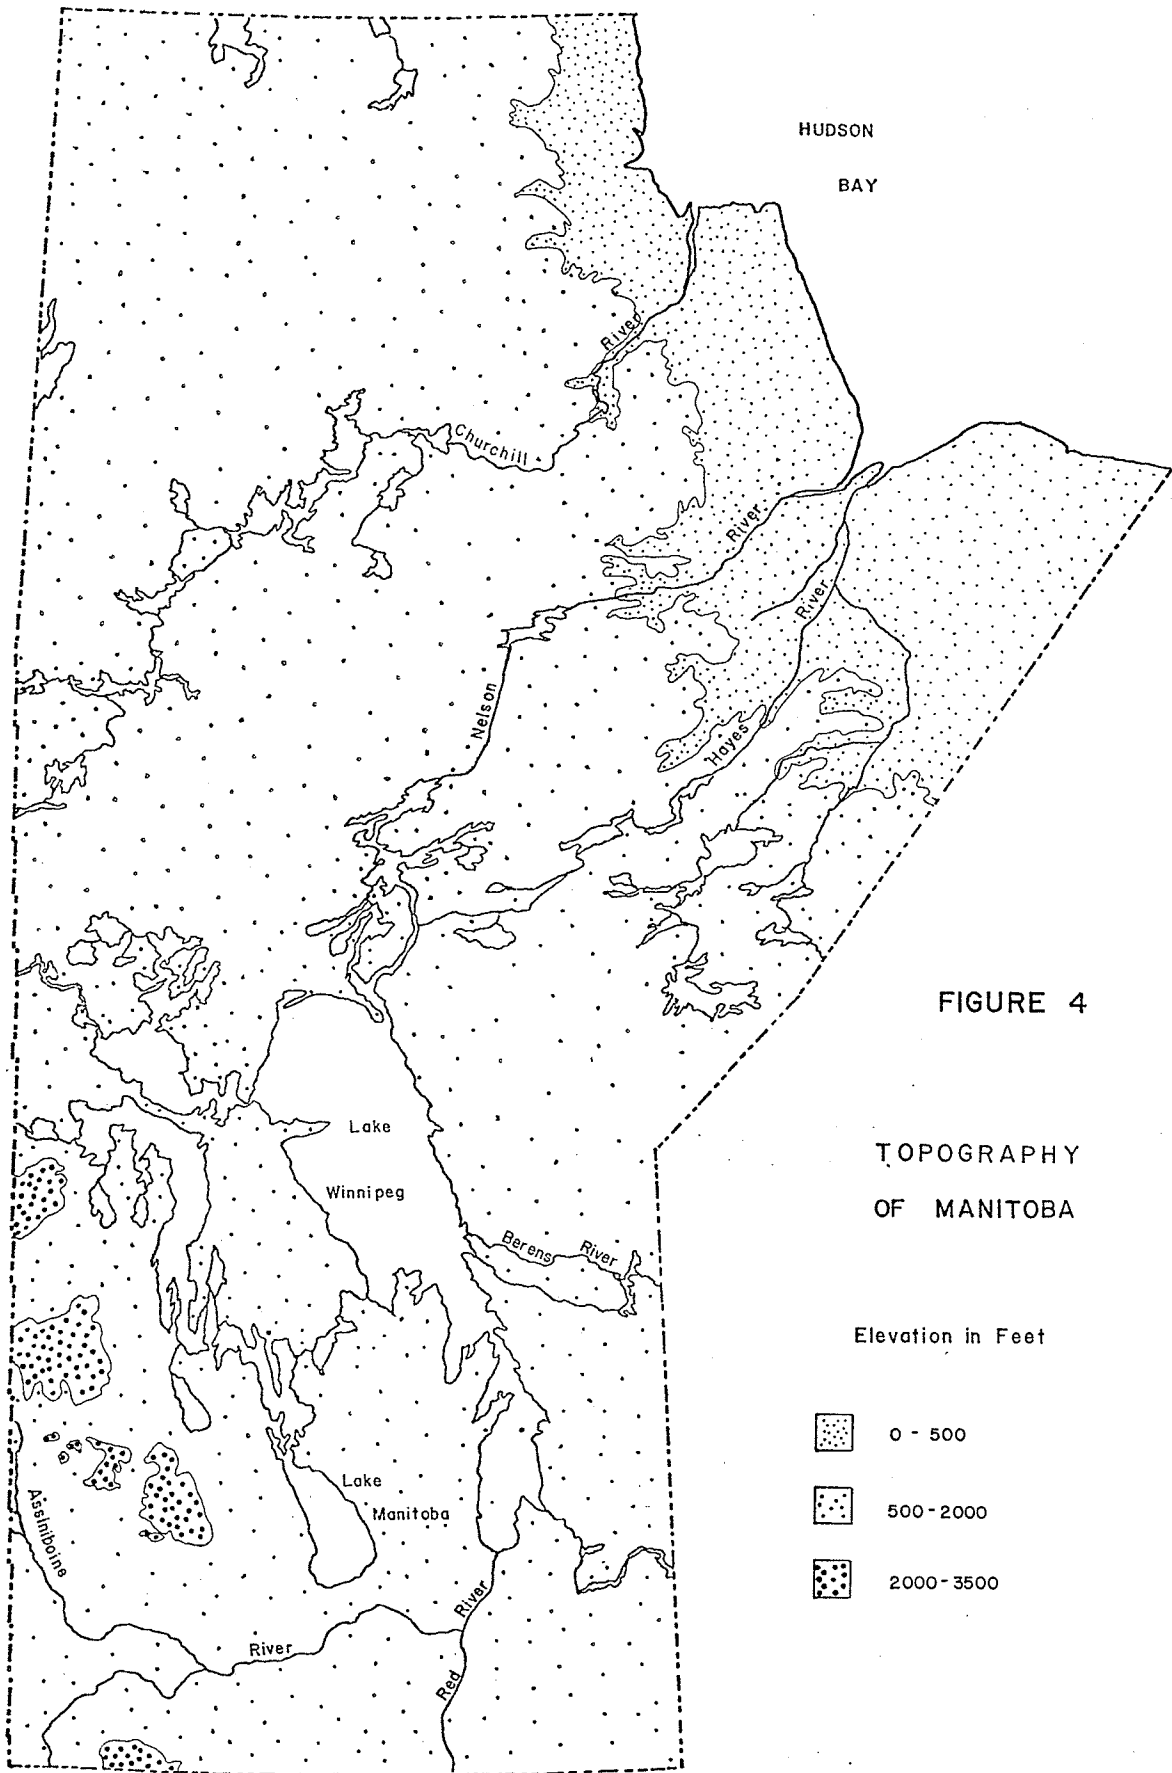 HUDSON
BAY
River
Churchill
River
River
Nelson
Hayes
FIGURE 4
Lake
Winnipeg
TOPOGRAPHY
OF MANITOBA
Berens River
Elevation in Feet
0 - 500
Lake
Manitoba
500 - 2000
Assiniboine
2000 - 3500
River
River
Red